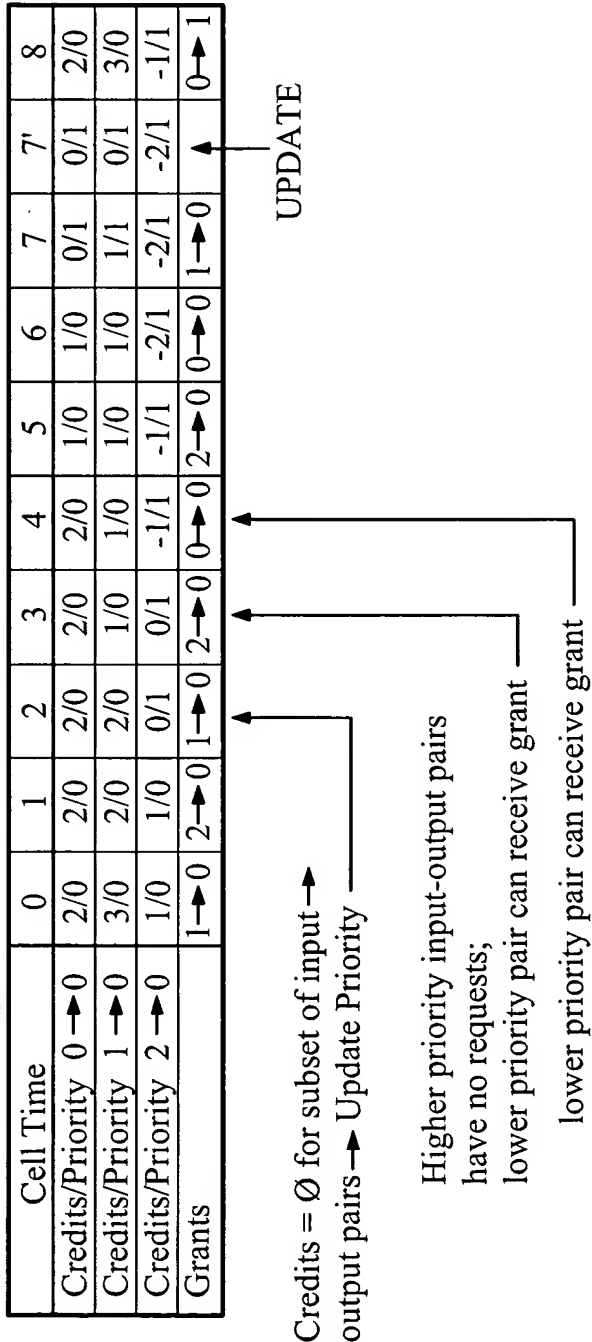 Cell Time 0 1 2 3 4 5 6 7 7' 8
Credits/Priority 0→0 2/0 2/0 2/0 2/0 2/0 1/0 1/0 0/1 0/1 2/0
Credits/Priority 1→0 3/0 2/0 2/0 1/0 1/0 1/0 1/0 1/1 0/1 3/0
Credits/Priority 2→0 1/0 1/0 0/1 0/1 -1/1 -1/1 -2/1 -2/1 -2/1 -1/1
Grants 1→0 2→0 1→0 2→0 0→0 2→0 0→0 1→0 0→1
UPDATE
Credits = Ø for subset of input→
output pairs→Update Priority
Higher priority input-output pairs
have no requests;
lower priority pair can receive grant
lower priority pair can receive grant